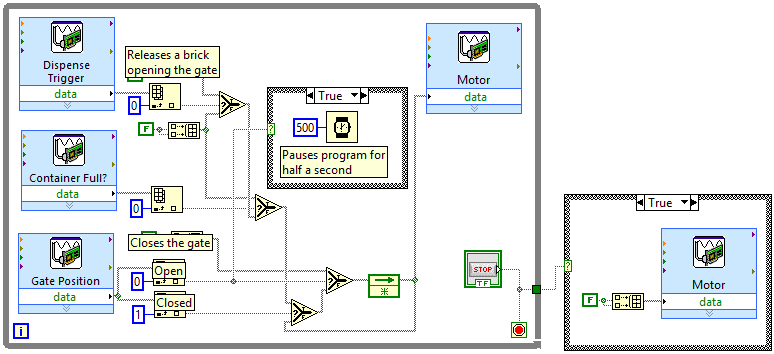 Dispense
Trigger
data
Releases a brick
opening the gate
0
F
True
500
Pauses program for
half a second
?
Motor
data
Container Full?
data
0
Closes the gate
Gate Position
data
Open
0
Closed
1
STOP
TF
i
True
?
F
Motor
data